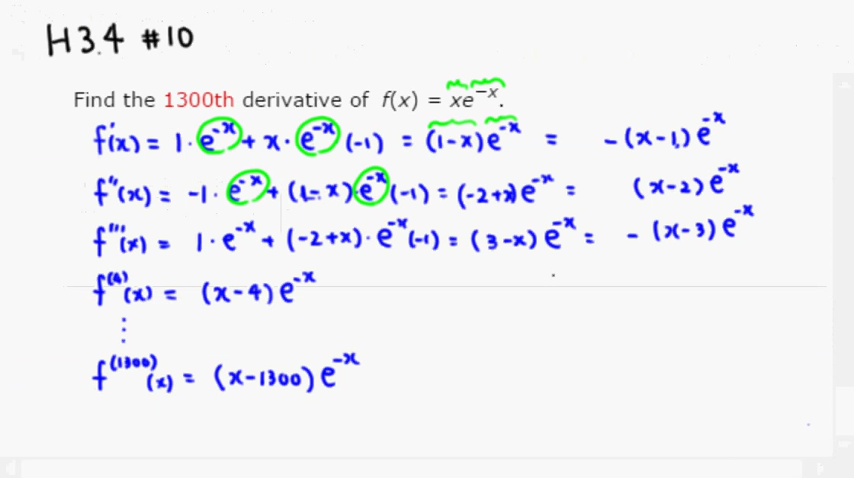 H3.4 #10
Find the 1300th derivative of f(x) = xe⁻ˣ.
f'(x) = 1·e⁻ˣ + x·e⁻ˣ(-1) = (1-x)e⁻ˣ = -(x-1)e⁻ˣ
f''(x) = -1·e⁻ˣ + (1-x)e⁻ˣ(-1) = (-2+x)e⁻ˣ = (x-2)e⁻ˣ
f'''(x) = 1·e⁻ˣ + (-2+x)·e⁻ˣ(-1) = (3-x)e⁻ˣ = -(x-3)e⁻ˣ
f⁽⁴⁾(x) = (x-4)e⁻ˣ
⋮
f⁽¹³⁰⁰⁾(x) = (x-1300)e⁻ˣ